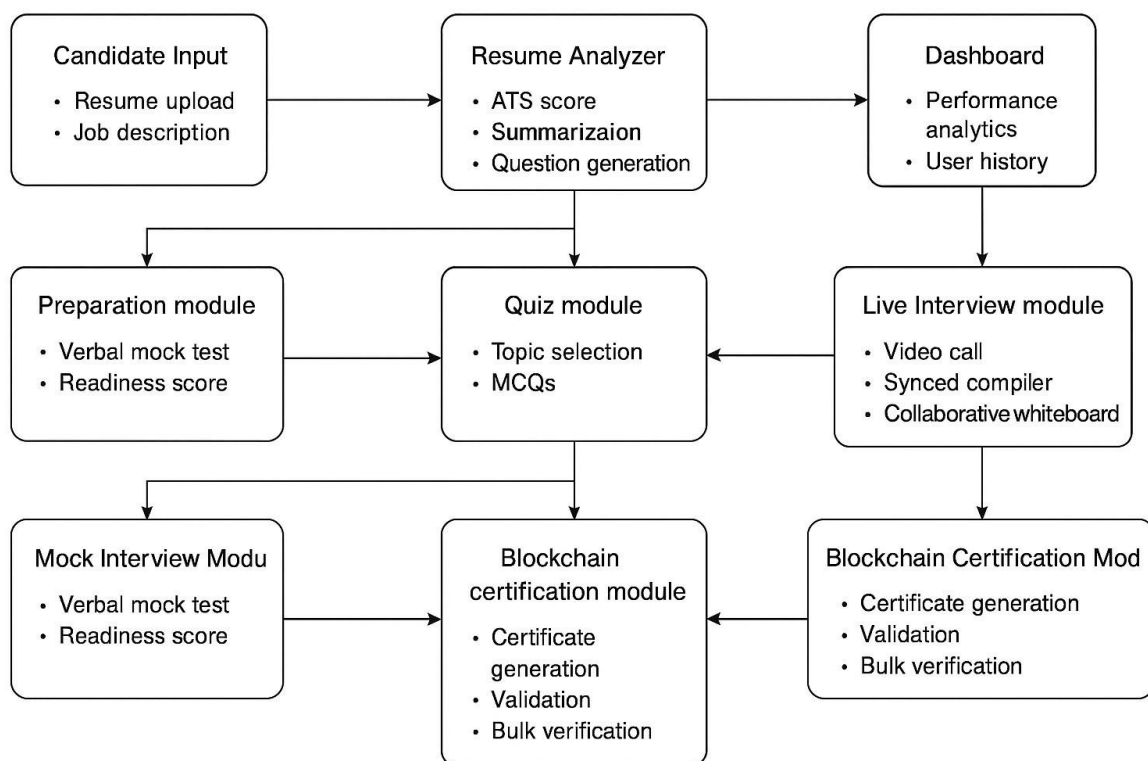 Candidate Input
• Resume upload
• Job description
Resume Analyzer
• ATS score
• Summarizaion
• Question generation
Dashboard
• Performance
analytics
• User history
Preparation module
• Verbal mock test
• Readiness score
Quiz module
• Topic selection
• MCQs
Live Interview module
• Video call
• Synced compiler
• Collaborative whiteboard
Mock Interview Modu
• Verbal mock test
• Readiness score
Blockchain
certification module
• Certificate
generation
• Validation
• Bulk verification
Blockchain Certification Mod
• Certificate generation
• Validation
• Bulk verification